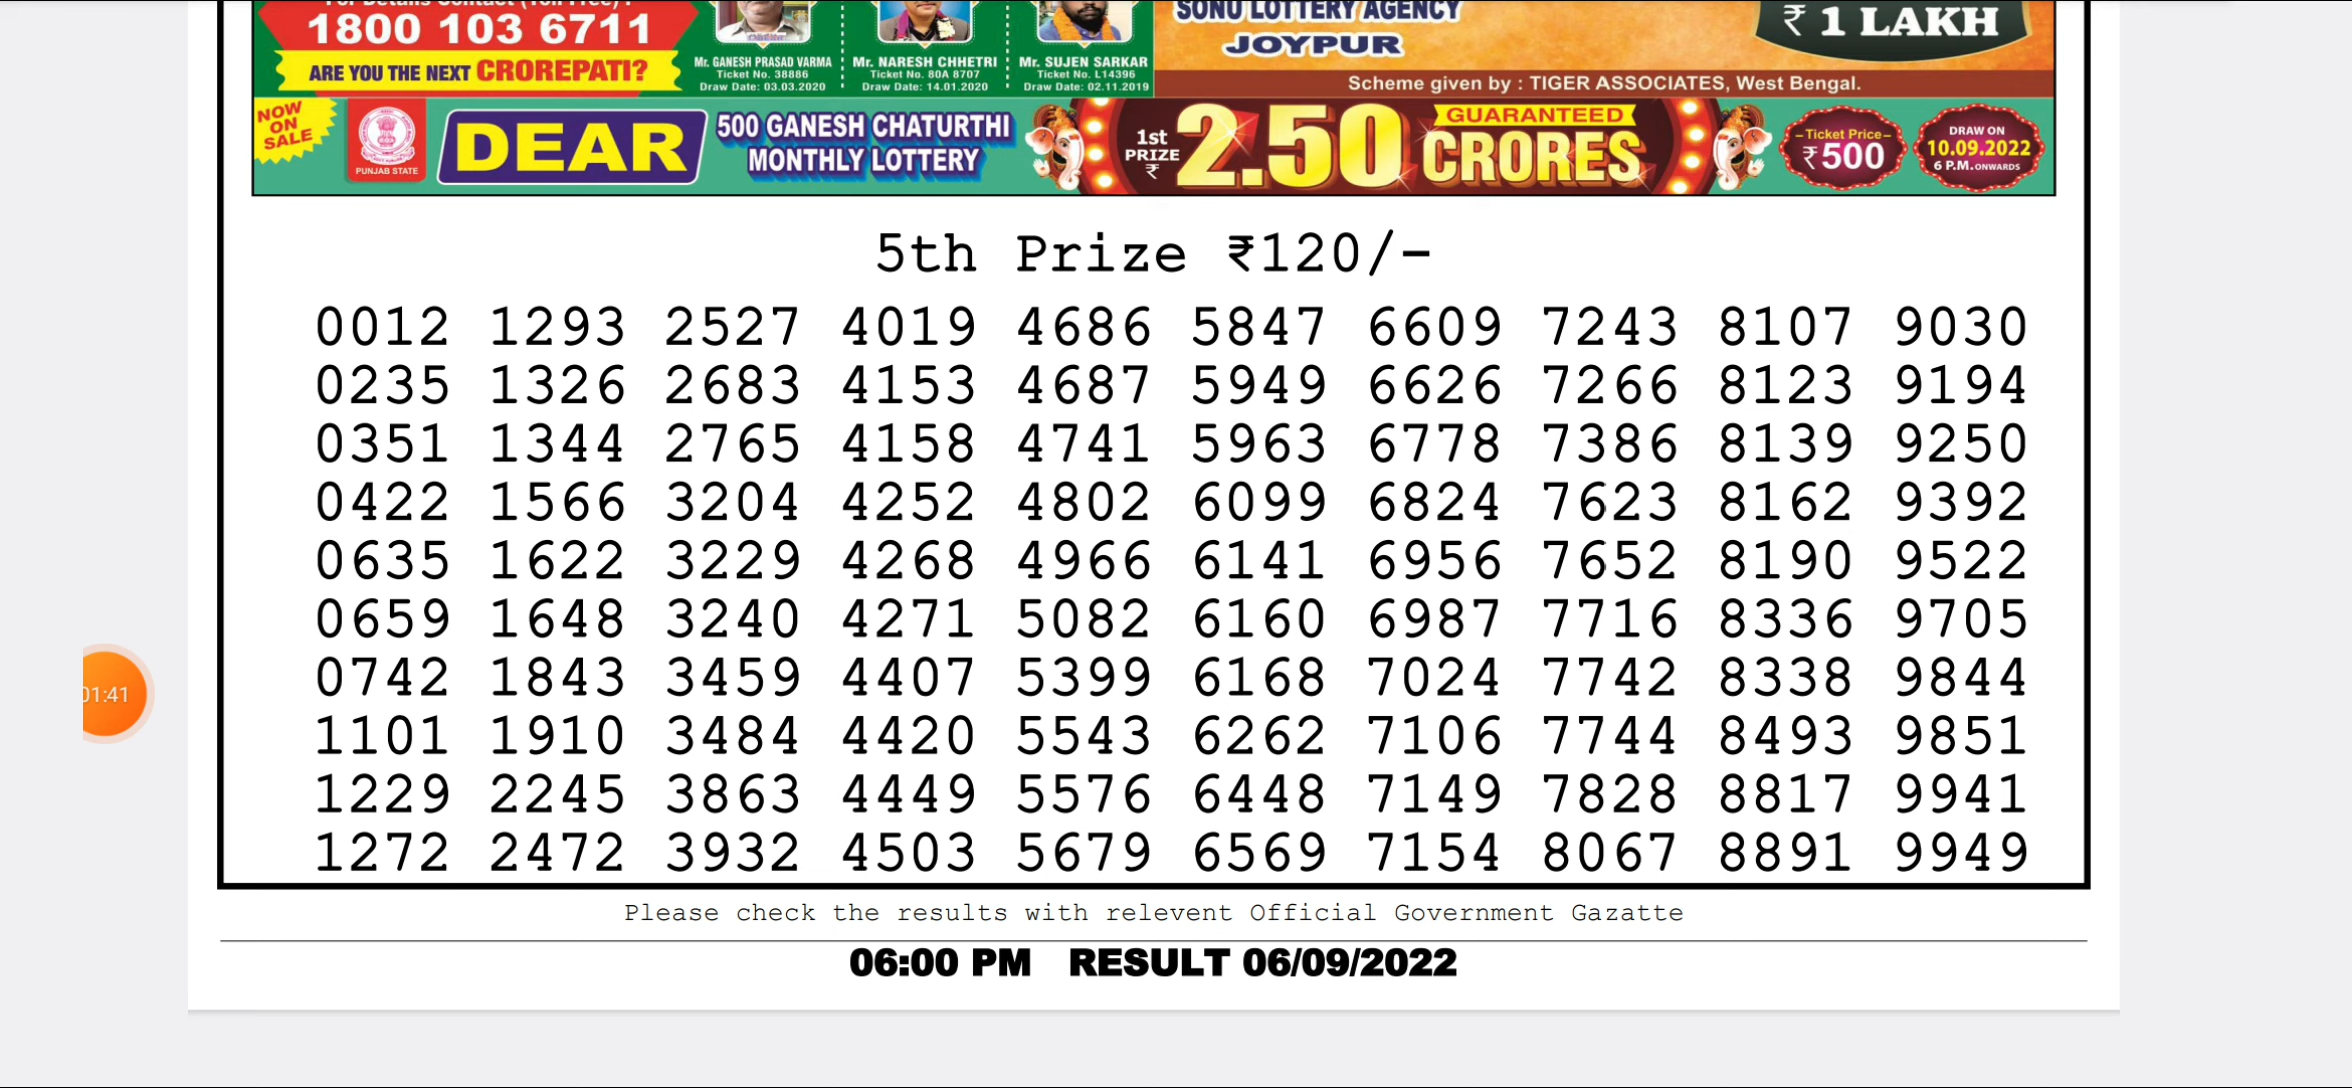 1800 103 6711
ARE YOU THE NEXT CROREPATI?
Mr. GANESH PRASAD VARMA
Ticket No. 38886
Draw Date: 03.03.2020
Mr. NARESH CHHETRI
Ticket No. 80A 8707
Draw Date: 14.01.2020
Mr. SUJEN SARKAR
Ticket No. L14396
Draw Date: 02.11.2019
SONU LOTTERY AGENCY
JOYPUR
₹ 1 LAKH
Scheme given by : TIGER ASSOCIATES, West Bengal.
NOW
ON
SALE
PUNJAB STATE
DEAR
500 GANESH CHATURTHI
MONTHLY LOTTERY
1st
PRIZE
₹
2.50
GUARANTEED
CRORES
Ticket Price
₹500
DRAW ON
10.09.2022
6 P.M. ONWARDS
5th Prize ₹120/-
0012 1293 2527 4019 4686 5847 6609 7243 8107 9030
0235 1326 2683 4153 4687 5949 6626 7266 8123 9194
0351 1344 2765 4158 4741 5963 6778 7386 8139 9250
0422 1566 3204 4252 4802 6099 6824 7623 8162 9392
0635 1622 3229 4268 4966 6141 6956 7652 8190 9522
0659 1648 3240 4271 5082 6160 6987 7716 8336 9705
0742 1843 3459 4407 5399 6168 7024 7742 8338 9844
1101 1910 3484 4420 5543 6262 7106 7744 8493 9851
1229 2245 3863 4449 5576 6448 7149 7828 8817 9941
1272 2472 3932 4503 5679 6569 7154 8067 8891 9949
01:41
Please check the results with relevent Official Government Gazatte
06:00 PM RESULT 06/09/2022